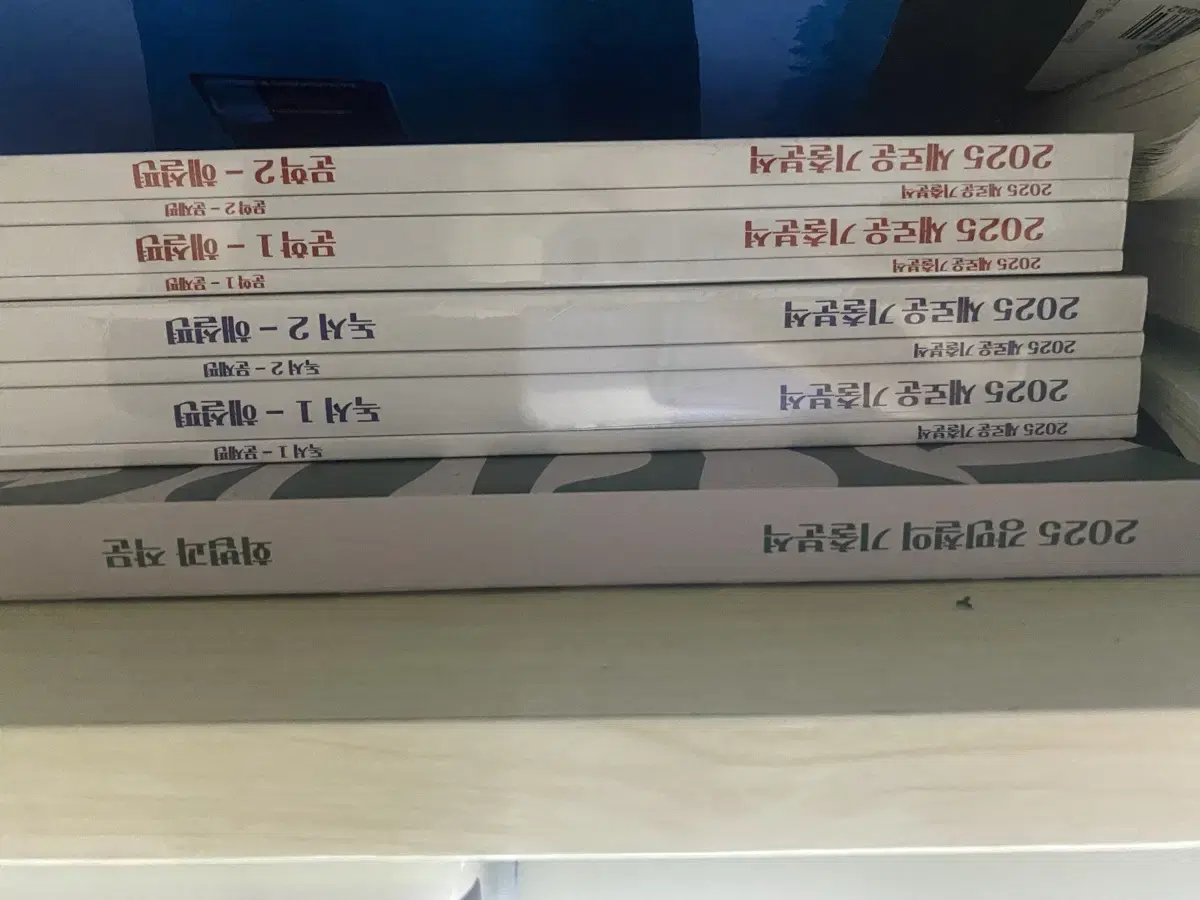 2025 강민철의 기출분석 화법과 작문
2025 새로운 기출분석 독서 1 - 문제편
2025 새로운 기출분석 독서 1 - 해설편
2025 새로운 기출분석 독서 2 - 문제편
2025 새로운 기출분석 독서 2 - 해설편
2025 새로운 기출분석 문학 1 - 문제편
2025 새로운 기출분석 문학 1 - 해설편
2025 새로운 기출분석 문학 2 - 문제편
2025 새로운 기출분석 문학 2 - 해설편